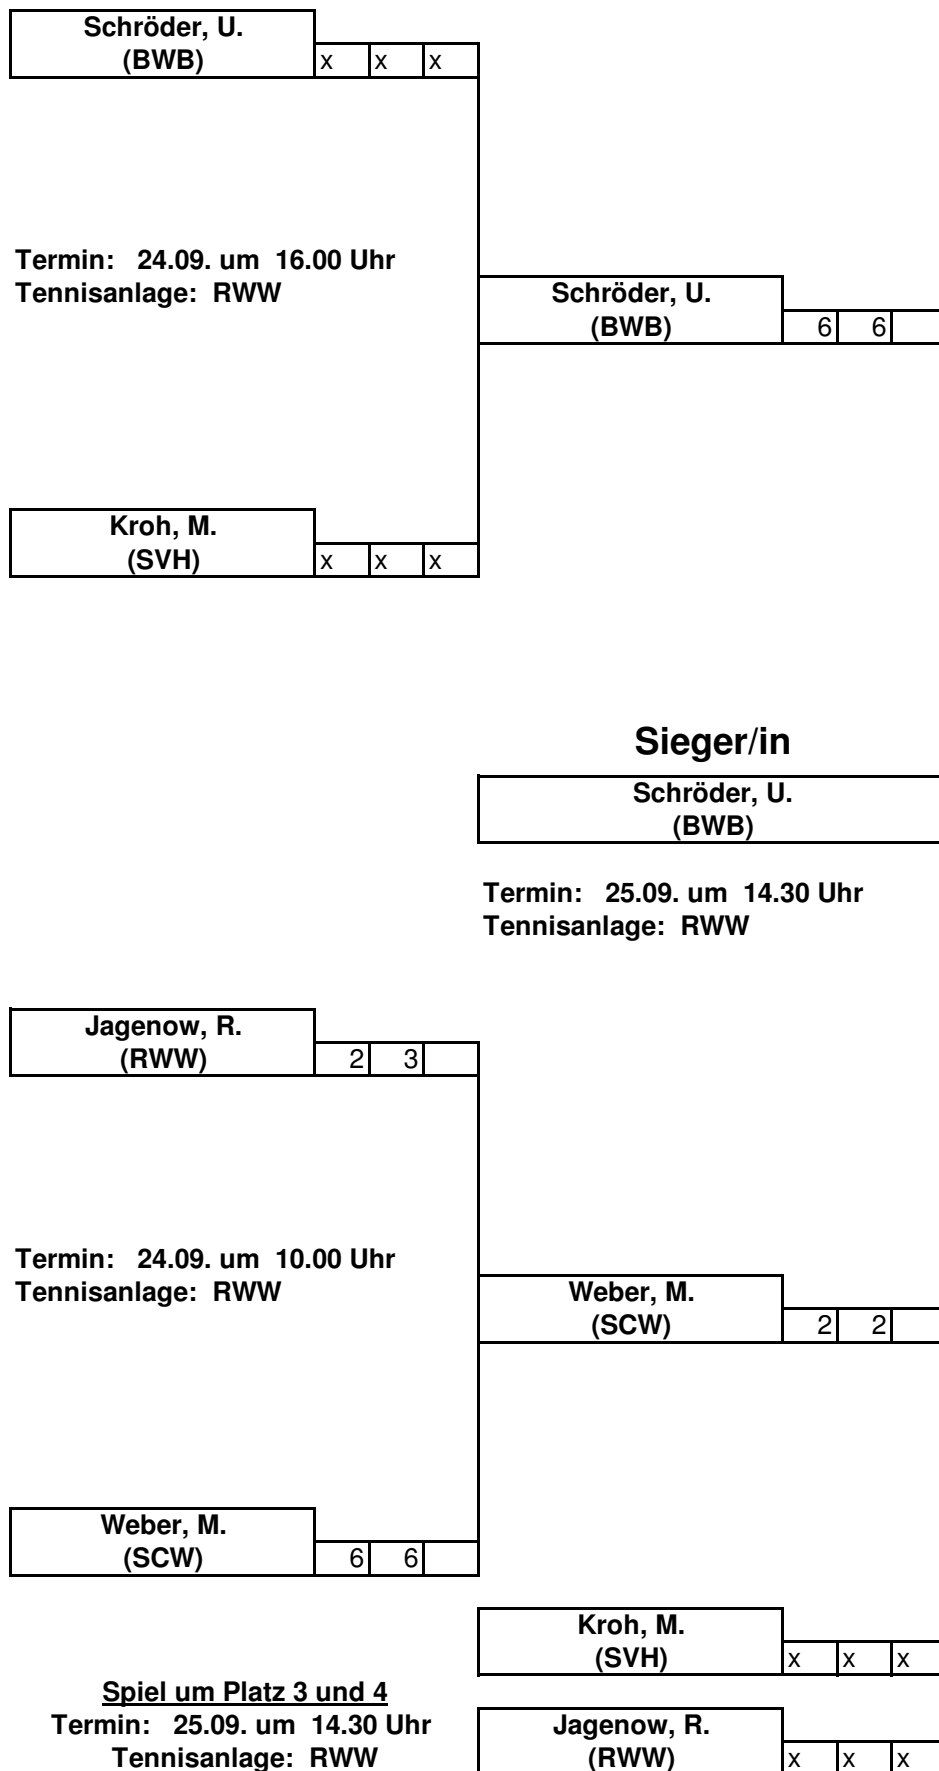 Schröder, U.
(BWB) x x x
Termin: 24.09. um 16.00 Uhr
Tennisanlage: RWW
Schröder, U.
(BWB) 6 6
Kroh, M.
(SVH) x x x
Sieger/in
Schröder, U.
(BWB)
Termin: 25.09. um 14.30 Uhr
Tennisanlage: RWW
Jagenow, R.
(RWW) 2 3
Termin: 24.09. um 10.00 Uhr
Tennisanlage: RWW
Weber, M.
(SCW) 2 2
Weber, M.
(SCW) 6 6
Kroh, M.
(SVH) x x x
Spiel um Platz 3 und 4
Termin: 25.09. um 14.30 Uhr
Tennisanlage: RWW
Jagenow, R.
(RWW) x x x